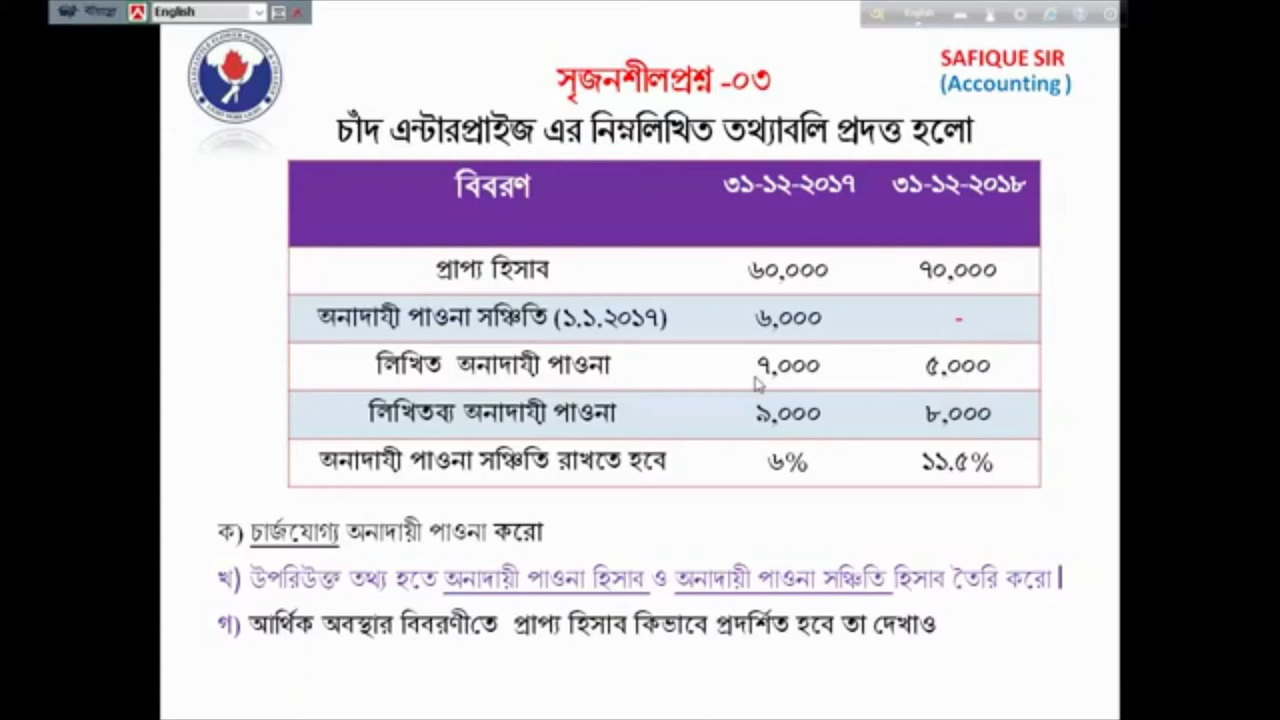 English
SAFIQUE SIR
(Accounting )
সৃজনশীলপ্রশ্ন -০৩
চাঁদ এন্টারপ্রাইজ এর নিম্নলিখিত তথ্যাবলি প্রদত্ত হলো
বিবরণ ৩১-১২-২০১৭ ৩১-১২-২০১৮
প্রাপ্য হিসাব ৬০,০০০ ৭০,০০০
অনাদায়ী পাওনা সঞ্চিতি (১.১.২০১৭) ৬,০০০ -
লিখিত অনাদায়ী পাওনা ৭,০০০ ৫,০০০
লিখিতব্য অনাদায়ী পাওনা ৯,০০০ ৮,০০০
অনাদায়ী পাওনা সঞ্চিতি রাখতে হবে ৬% ১১.৫%
ক) চার্জযোগ্য অনাদায়ী পাওনা করো
খ) উপরিউক্ত তথ্য হতে অনাদায়ী পাওনা হিসাব ও অনাদায়ী পাওনা সঞ্চিতি হিসাব তৈরি করো|
গ) আর্থিক অবস্থার বিবরণীতে প্রাপ্য হিসাব কিভাবে প্রদর্শিত হবে তা দেখাও